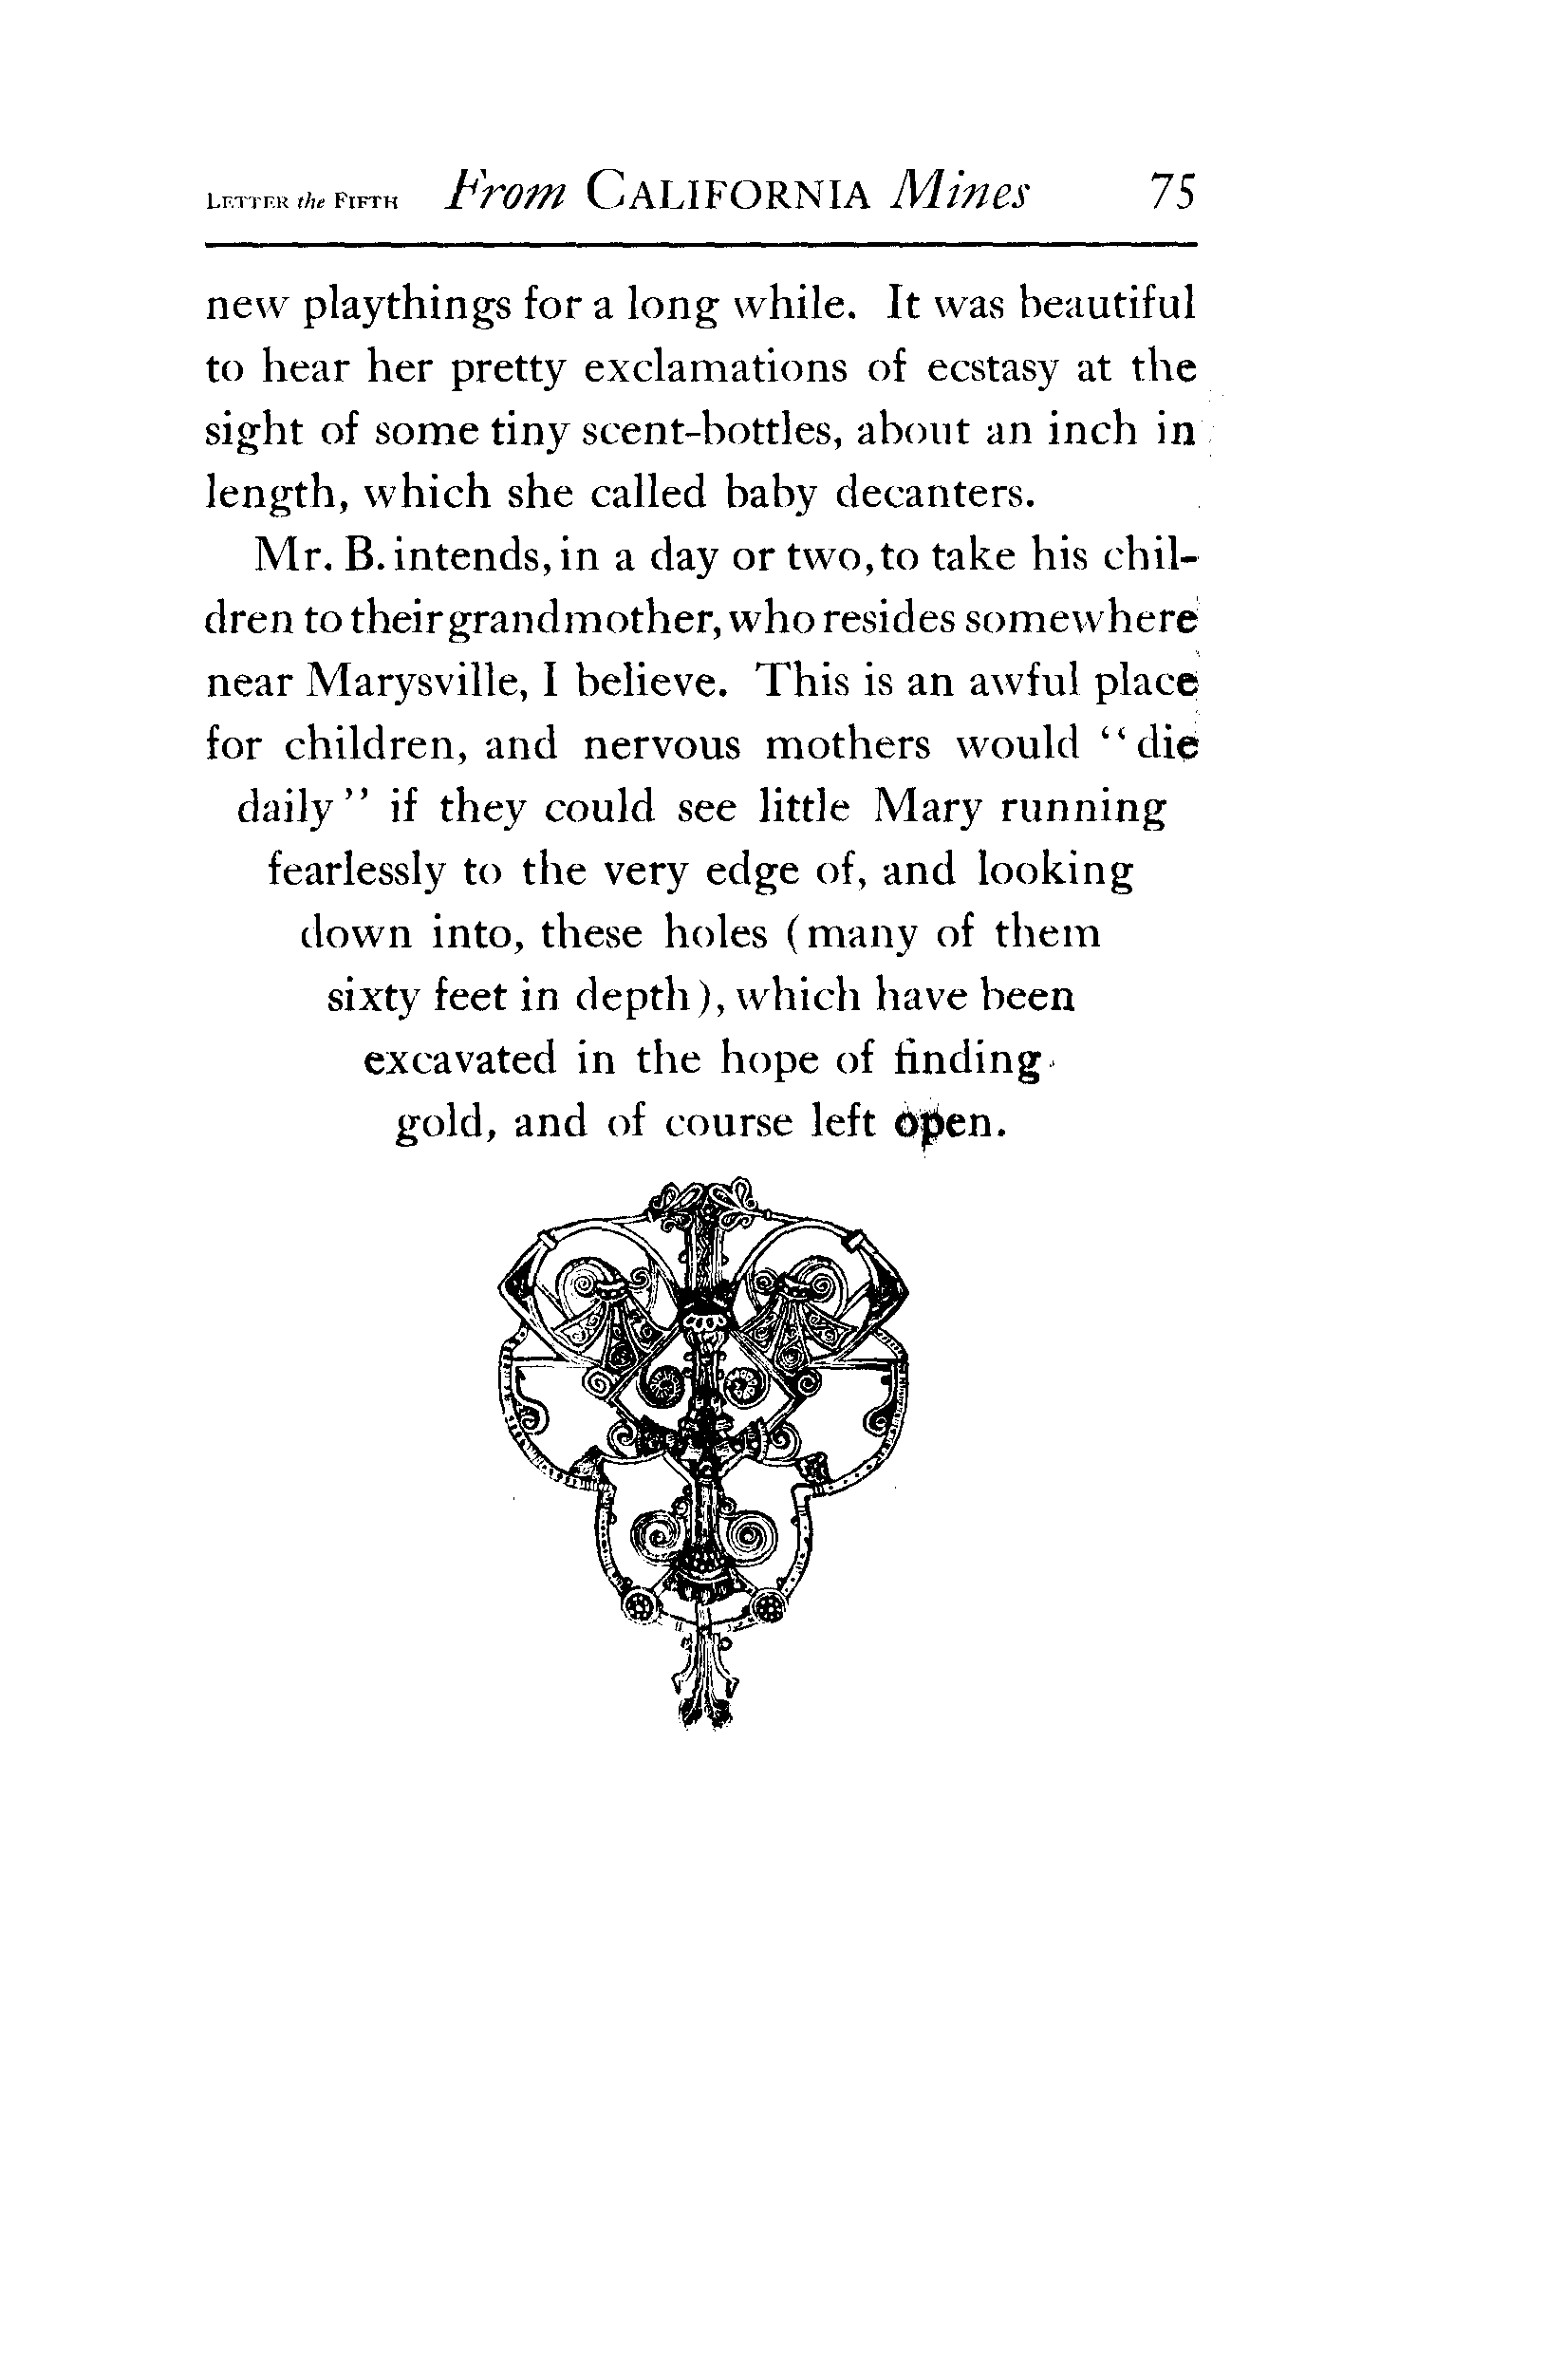 LETTER the FIFTH From CALIFORNIA Mines 75
new playthings for a long while. It was beautiful
to hear her pretty exclamations of ecstasy at the
sight of some tiny scent-bottles, about an inch in
length, which she called baby decanters.
Mr. B. intends, in a day or two, to take his chil-
dren to their grandmother, who resides somewhere
near Marysville, I believe. This is an awful place
for children, and nervous mothers would “die
daily” if they could see little Mary running
fearlessly to the very edge of, and looking
down into, these holes (many of them
sixty feet in depth), which have been
excavated in the hope of finding
gold, and of course left open.